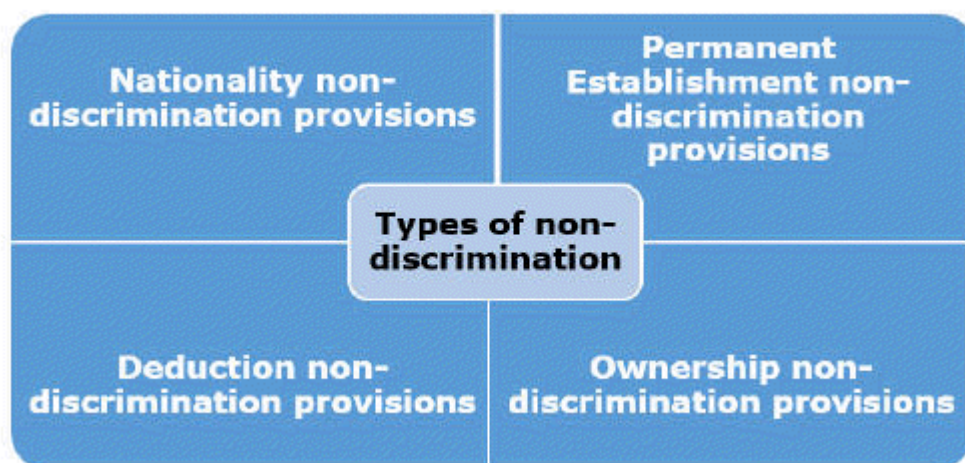 Nationality non-
discrimination provisions
Permanent
Establishment non-
discrimination
provisions
Types of non-
discrimination
Deduction non-
discrimination provisions
Ownership non-
discrimination provisions